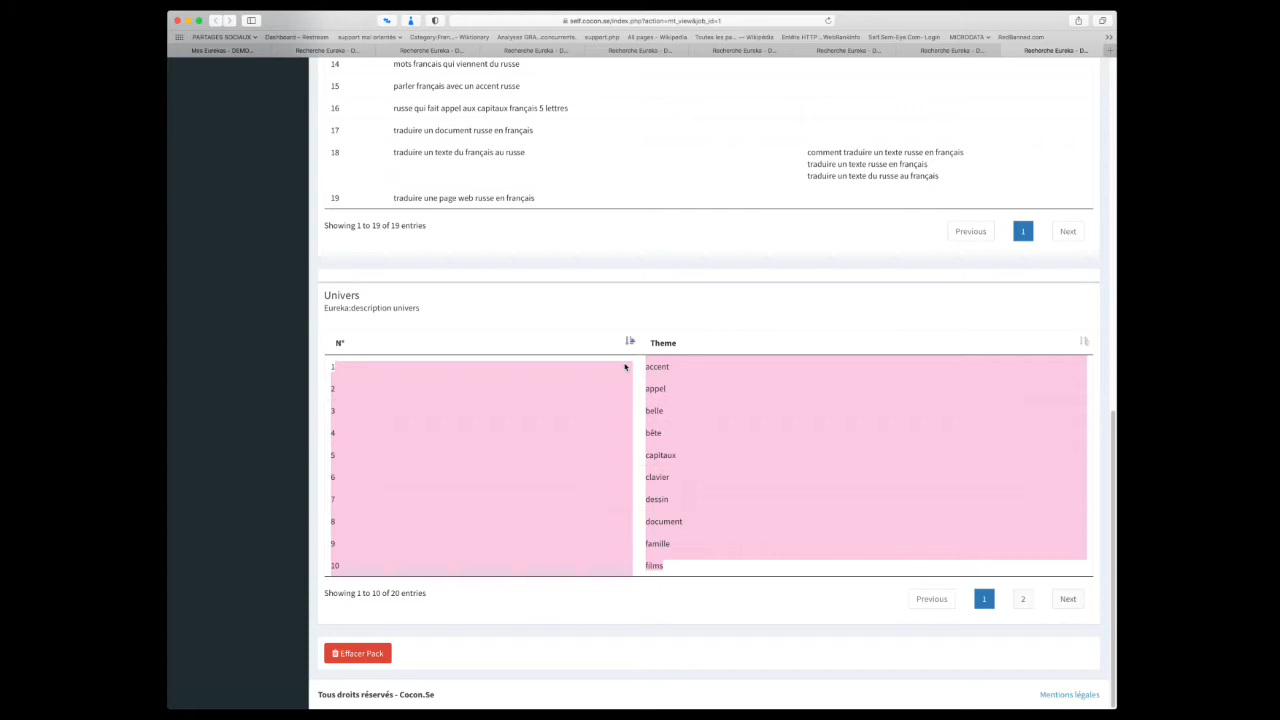 self.cocon.se/index.php?action=mt_view&job_id=1
PARTAGES SOCIAUX Dashboard – Restream support mal orientés Category:Fren... – Wiktionary Analysez GRA...concurrents... support.php All pages – Wikipedia Toutes les pa... — Wikipédia Entête HTTP ...WebRankInfo Self.Sem-Eye.Com- Login MICRODATA RedBanned.com
Mes Eurekas - DEMO... Recherche Eureka - D... Recherche Eureka - D... Recherche Eureka - D... Recherche Eureka - D... Recherche Eureka - D... Recherche Eureka - D... Recherche Eureka - D... Recherche Eureka - D...
14 mots francais qui viennent du russe
15 parler français avec un accent russe
16 russe qui fait appel aux capitaux français 5 lettres
17 traduire un document russe en français
18 traduire un texte du français au russe comment traduire un texte russe en français
traduire un texte russe en français
traduire un texte du russe au français
19 traduire une page web russe en français
Showing 1 to 19 of 19 entries
Previous 1 Next
Univers
Eureka:description univers
N° Theme
1 accent
2 appel
3 belle
4 bête
5 capitaux
6 clavier
7 dessin
8 document
9 famille
10 films
Showing 1 to 10 of 20 entries
Previous 1 2 Next
Effacer Pack
Tous droits réservés - Cocon.Se Mentions légales